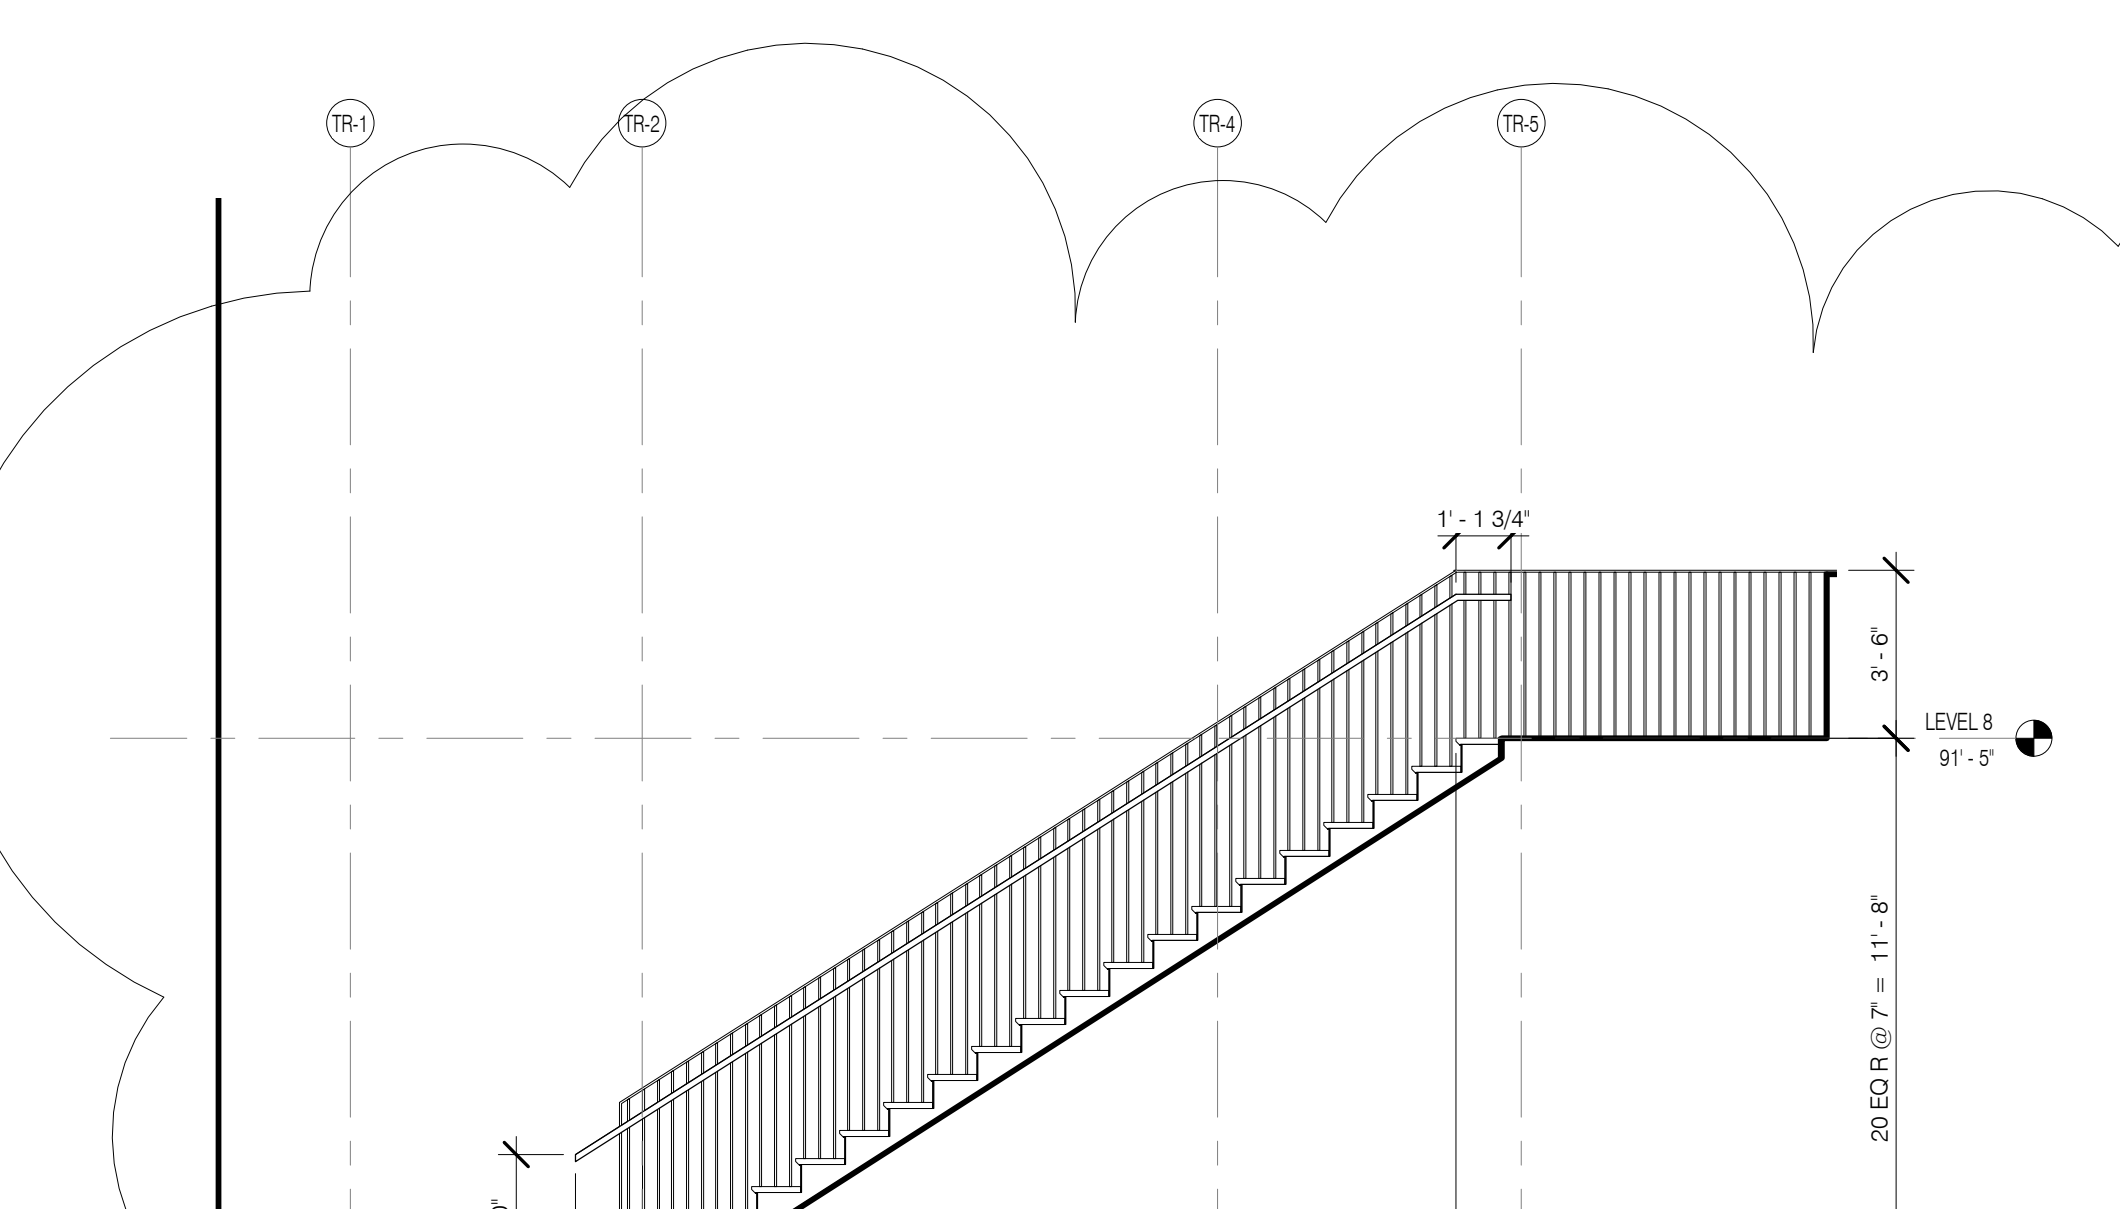 TR-1
TR-2
TR-4
TR-5
1' - 1 3/4"
3' - 6"
LEVEL 8
91' - 5"
20 EQ R @ 7" = 11' - 8"